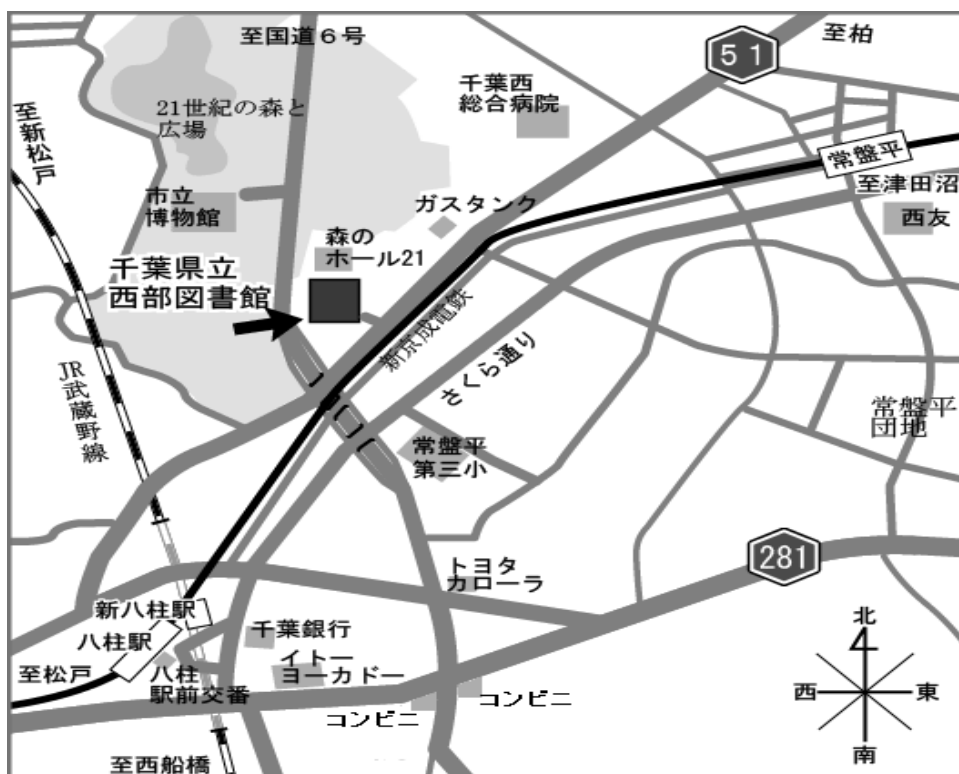 至国道6号
51
至柏
千葉西
総合病院
21世紀の森と
広場
至新松戸
常盤平
至津田沼
市立
博物館
ガスタンク
西友
森の
ホール21
千葉県立
西部図書館
新京成電鉄
さくら通り
JR武蔵野線
常盤平
団地
常盤平
第三小
281
トヨタ
カローラ
新八柱駅
八柱駅
千葉銀行
至松戸
イトー
ヨーカドー
八柱
駅前交番
コンビニ
コンビニ
至西船橋
北
西
東
南